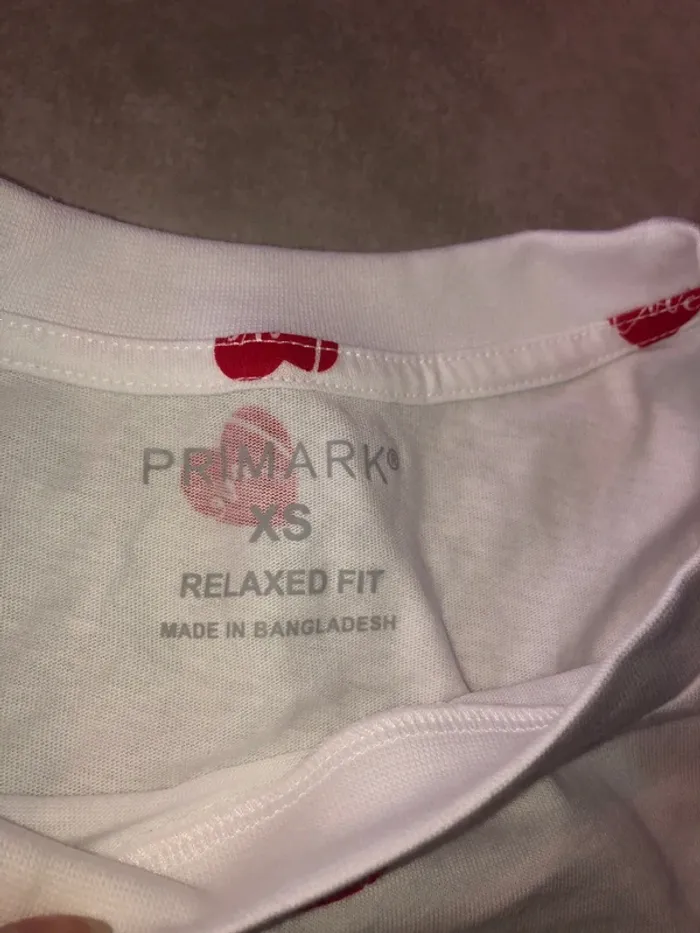 PRIMARK®
XS
RELAXED FIT
MADE IN BANGLADESH